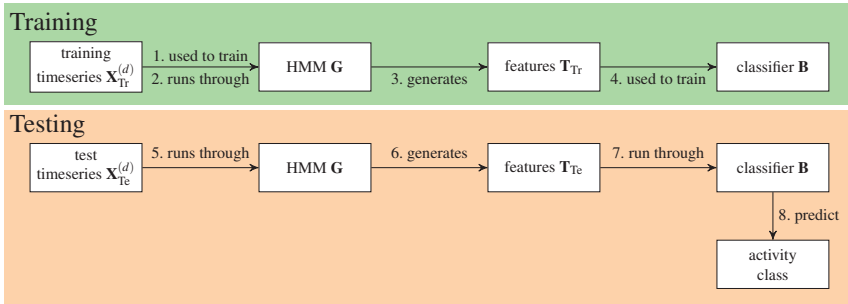 Training
training
timeseries X_Tr^(d)
1. used to train
2. runs through
HMM G
3. generates
features T_Tr
4. used to train
classifier B
Testing
test
timeseries X_Te^(d)
5. runs through
HMM G
6. generates
features T_Te
7. run through
classifier B
8. predict
activity
class